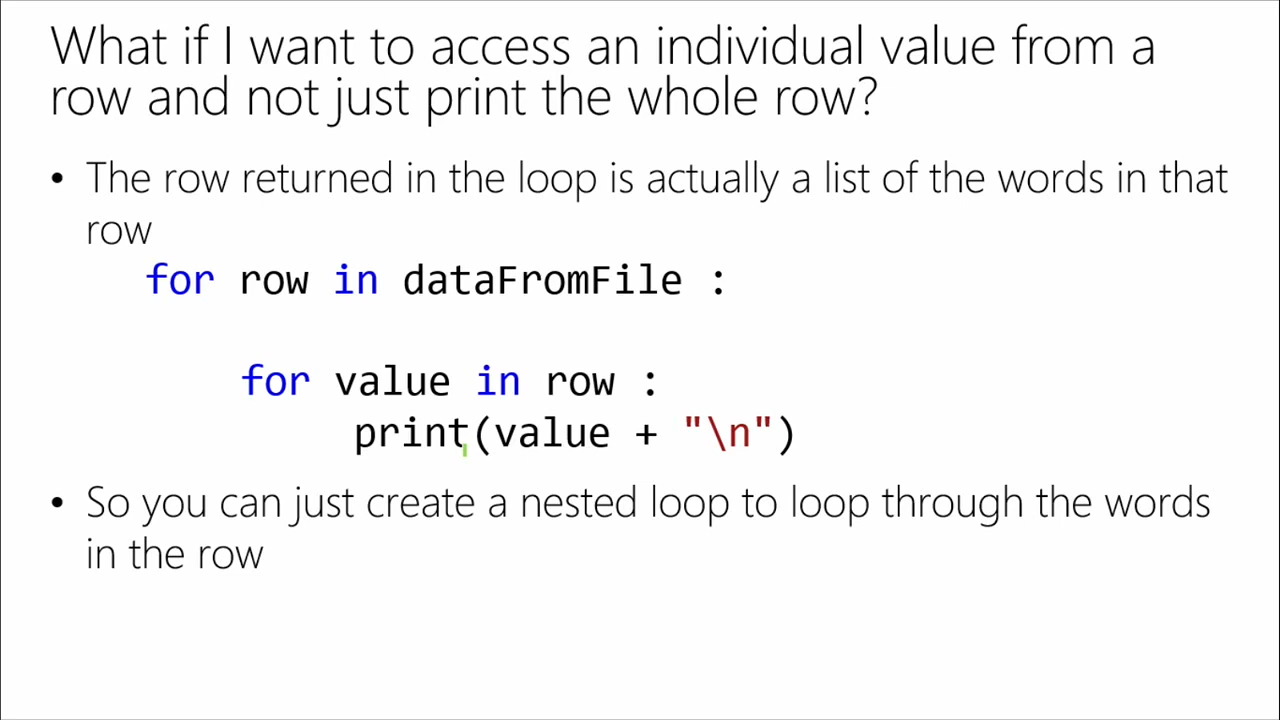 What if I want to access an individual value from a
row and not just print the whole row?
• The row returned in the loop is actually a list of the words in that
row
for row in dataFromFile :
for value in row :
print(value + "\n")
• So you can just create a nested loop to loop through the words
in the row